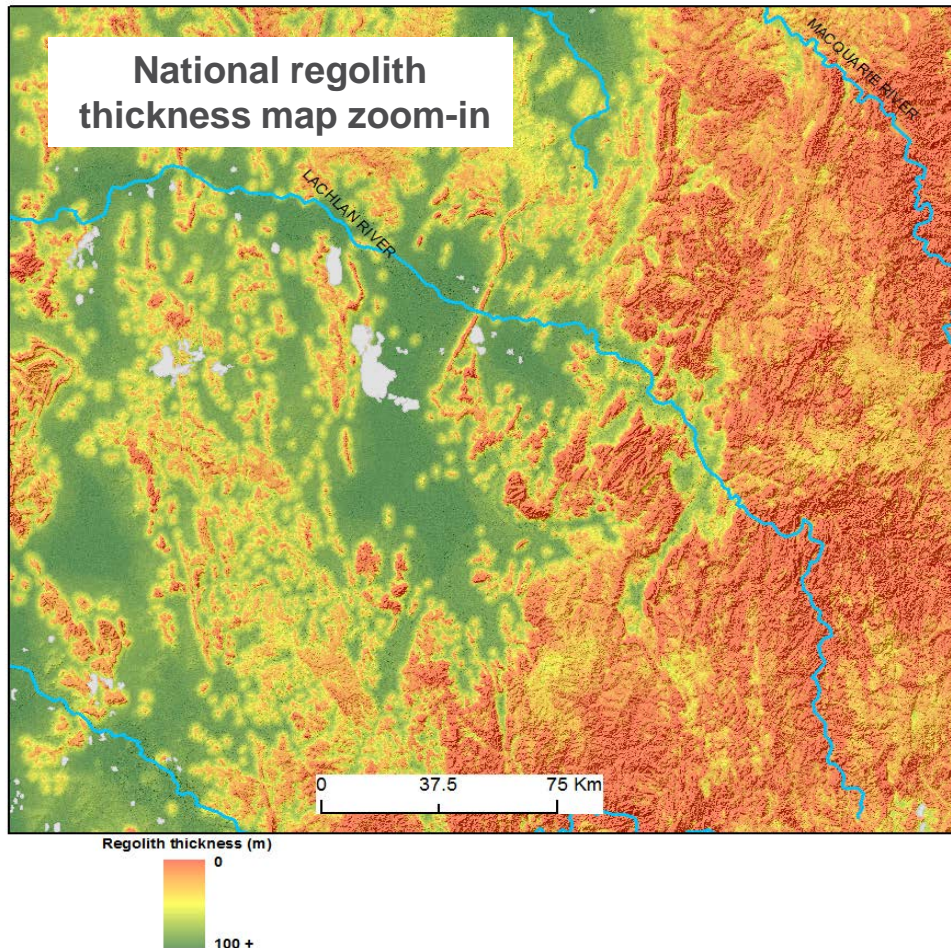 National regolith
thickness map zoom-in
MACQUARIE RIVER
LACHLAN RIVER
0 37.5 75 Km
Regolith thickness (m)
0
100 +